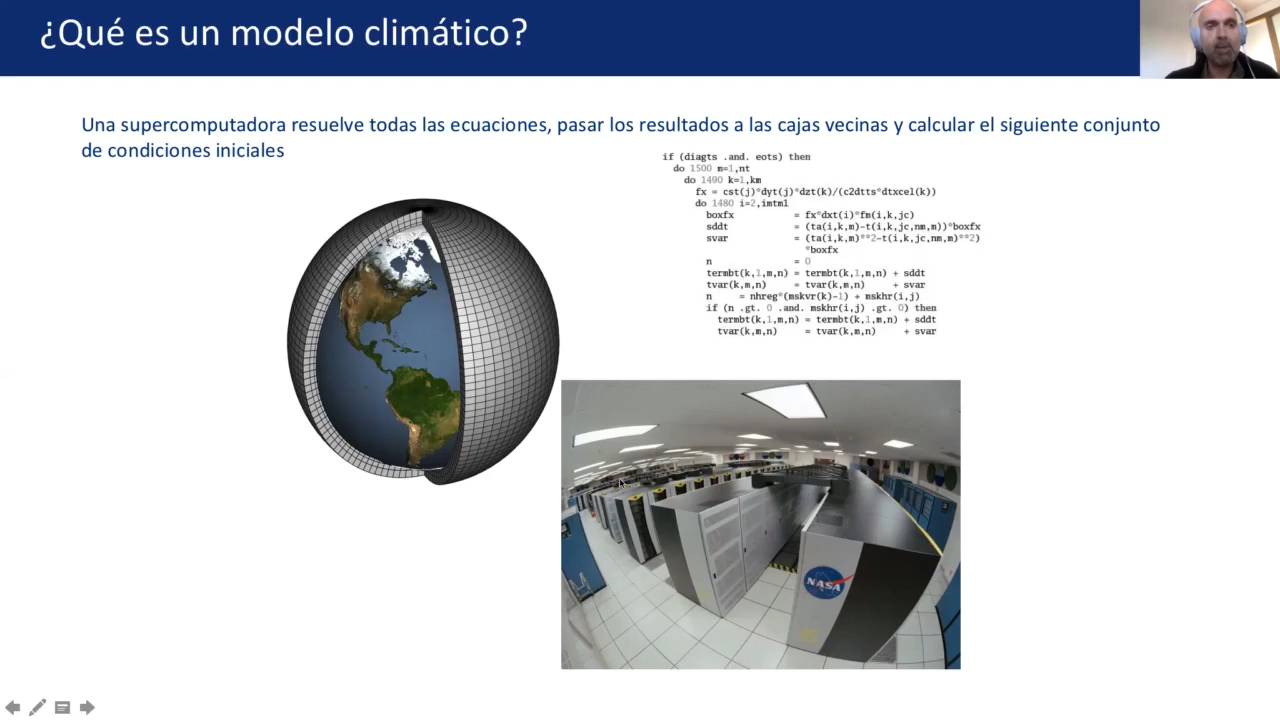 ¿Qué es un modelo climático?
Una supercomputadora resuelve todas las ecuaciones, pasar los resultados a las cajas vecinas y calcular el siguiente conjunto
de condiciones iniciales
if (diagts .and. eots) then
do 1500 m=1,nt
do 1490 k=1,km
fx = cst(j)*dyt(j)*dzt(k)/(c2dtts*dtxcel(k))
do 1480 i=2,imtm1
boxfx = fx*dxt(i)*fm(i,k,jc)
sddt = (ta(i,k,m)-t(i,k,jc,nm,m))*boxfx
svar = (ta(i,k,m)**2-t(i,k,jc,nm,m)**2)
*boxfx
n = 0
termbt(k,1,m,n) = termbt(k,1,m,n) + sddt
tvar(k,m,n) = tvar(k,m,n) + svar
n = nhreg*(mskvr(k)-1) + mskhr(i,j)
if (n .gt. 0 .and. mskhr(i,j) .gt. 0) then
termbt(k,1,m,n) = termbt(k,1,m,n) + sddt
tvar(k,m,n) = tvar(k,m,n) + svar
NASA